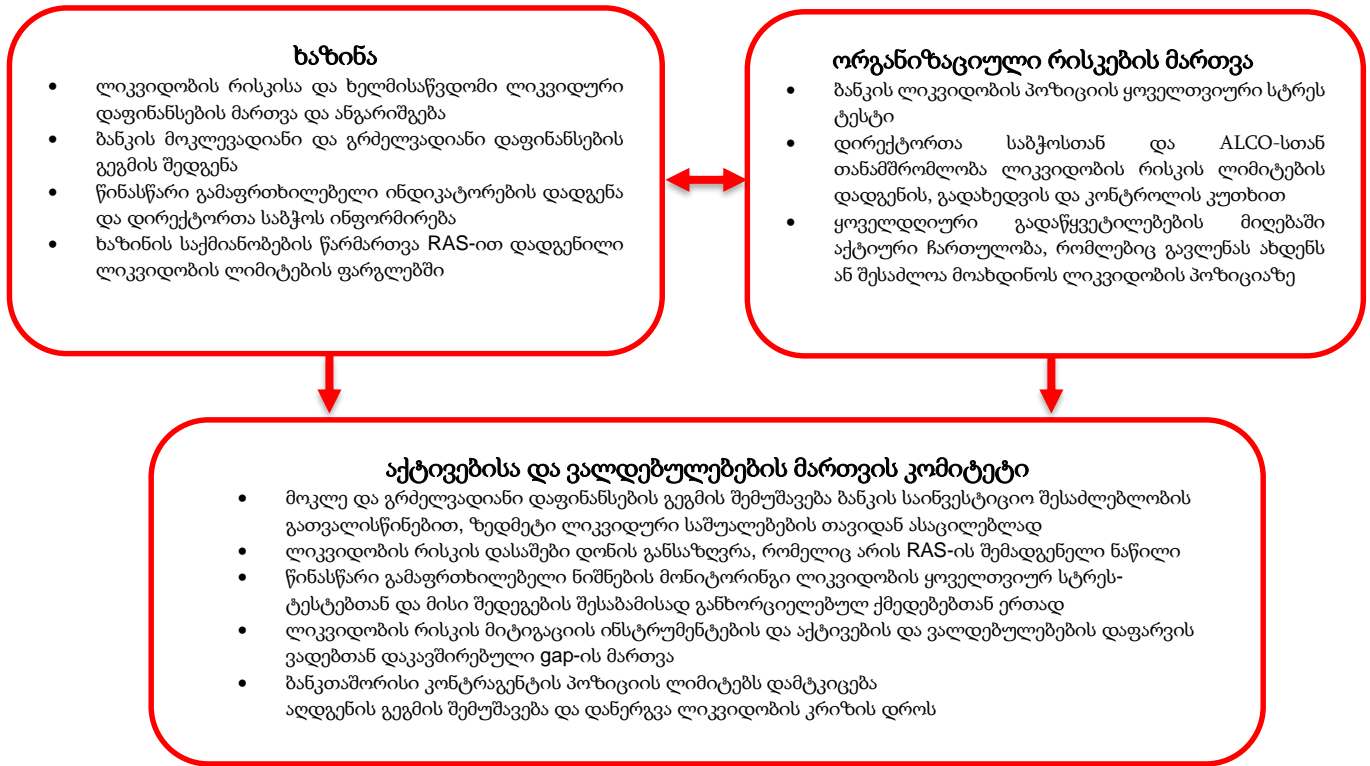 ხაზინა
• ლიკვიდობის რისკისა და ხელმისაწვდომი ლიკვიდური
დაფინანსების მართვა და ანგარიშგება
• ბანკის მოკლევადიანი და გრძელვადიანი დაფინანსების
გეგმის შედგენა
• წინასწარი გამაფრთხილებელი ინდიკატორების დადგენა
და დირექტორთა საბჭოს ინფორმირება
• ხაზინის საქმიანობების წარმართვა RAS-ით დადგენილი
ლიკვიდობის ლიმიტების ფარგლებში
ორგანიზაციული რისკების მართვა
• ბანკის ლიკვიდობის პოზიციის ყოველთვიური სტრეს
ტესტი
• დირექტორთა საბჭოსთან და ALCO-სთან
თანამშრომლობა ლიკვიდობის რისკის ლიმიტების
დადგენის, გადახედვის და კონტროლის კუთხით
• ყოველდღიური გადაწყვეტილებების მიღებაში
აქტიური ჩართულობა, რომლებიც გავლენას ახდენს
ან შესაძლოა მოახდინოს ლიკვიდობის პოზიციაზე
აქტივებისა და ვალდებულებების მართვის კომიტეტი
• მოკლე და გრძელვადიანი დაფინანსების გეგმის შემუშავება ბანკის საინვესტიციო შესაძლებლობის
გათვალისწინებით, ზედმეტი ლიკვიდური საშუალებების თავიდან ასაცილებლად
• ლიკვიდობის რისკის დასაშები დონის განსაზღვრა, რომელიც არის RAS-ის შემადგენელი ნაწილი
• წინასწარი გამაფრთხილებელი ნიშნების მონიტორინგი ლიკვიდობის ყოველთვიურ სტრეს-
ტესტებთან და მისი შედეგების შესაბამისად განხორციელებულ ქმედებებთან ერთად
• ლიკვიდობის რისკის მიტიგაციის ინსტრუმენტების და აქტივების და ვალდებულებების დაფარვის
ვადებთან დაკავშირებული gap-ის მართვა
• ბანკთაშორისი კონტრაგენტის პოზიციის ლიმიტებს დამტკიცება
აღდგენის გეგმის შემუშავება და დანერგვა ლიკვიდობის კრიზის დროს